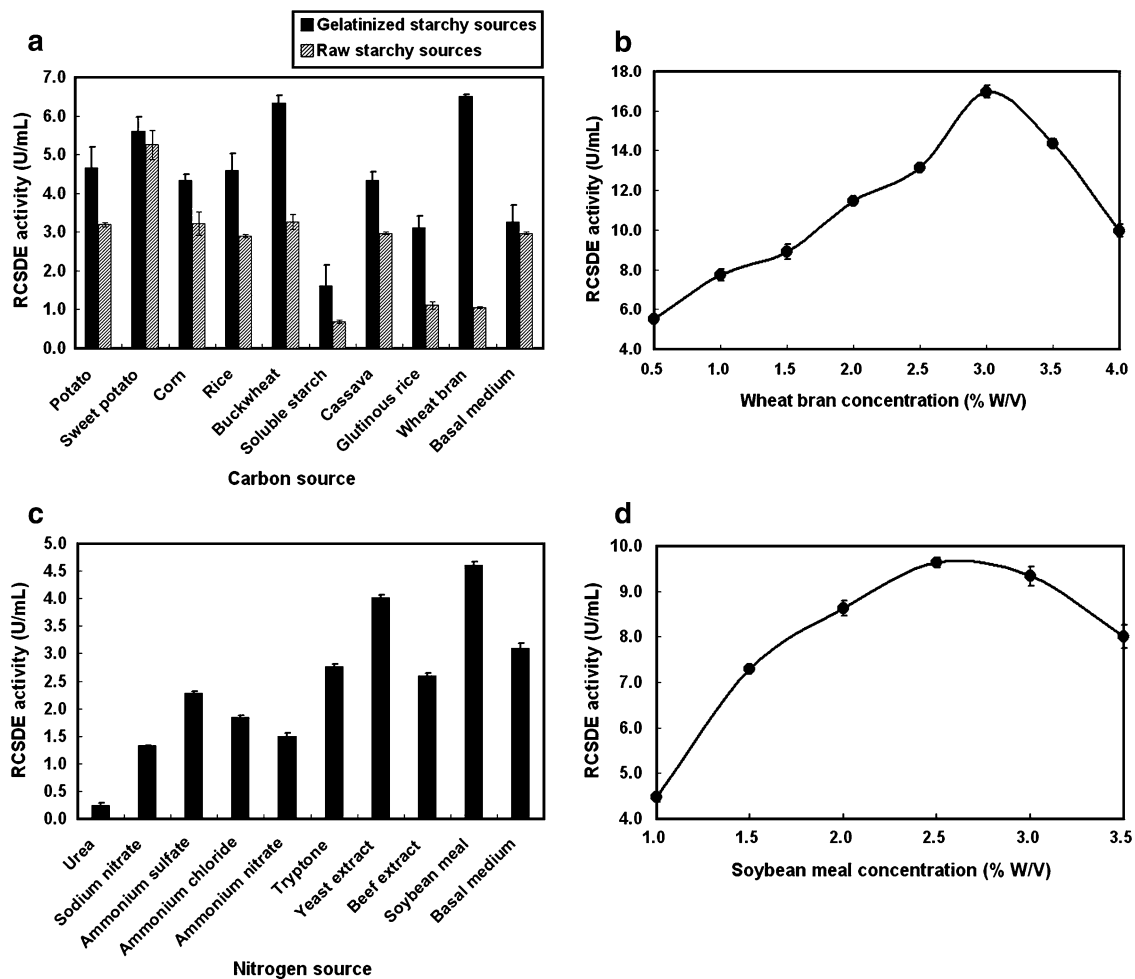 a
Gelatinized starchy sources
Raw starchy sources
RCSDE activity (U/mL)
7.0
6.0
5.0
4.0
3.0
2.0
1.0
0.0
Potato
Sweet potato
Corn
Rice
Buckwheat
Soluble starch
Cassava
Glutinous rice
Wheat bran
Basal medium
Carbon source
b
RCSDE activity (U/mL)
18.0
16.0
14.0
12.0
10.0
8.0
6.0
4.0
0.5 1.0 1.5 2.0 2.5 3.0 3.5 4.0
Wheat bran concentration (% W/V)
c
RCSDE activity (U/mL)
5.0
4.5
4.0
3.5
3.0
2.5
2.0
1.5
1.0
0.5
0.0
Urea
Sodium nitrate
Ammonium sulfate
Ammonium chloride
Ammonium nitrate
Tryptone
Yeast extract
Beef extract
Soybean meal
Basal medium
Nitrogen source
d
RCSDE activity (U/mL)
10.0
9.0
8.0
7.0
6.0
5.0
4.0
1.0 1.5 2.0 2.5 3.0 3.5
Soybean meal concentration (% W/V)